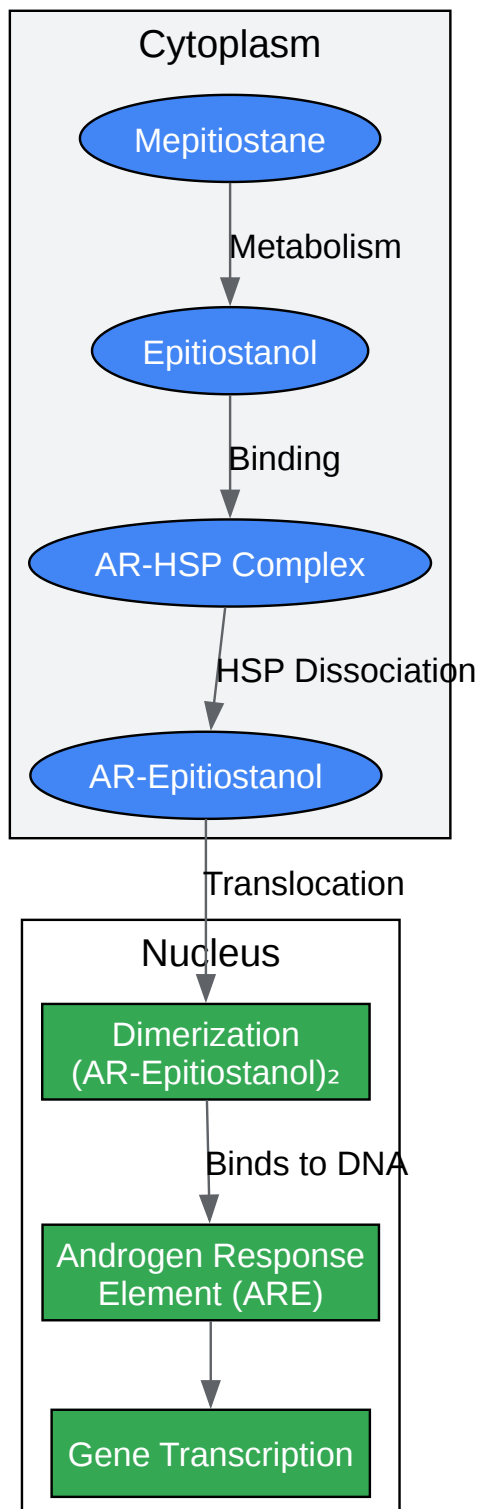 Cytoplasm
Mepitiostane
Metabolism
Epitiostanol
Binding
AR-HSP Complex
HSP Dissociation
AR-Epitiostanol
Translocation
Nucleus
Dimerization
(AR-Epitiostanol)₂
Binds to DNA
Androgen Response
Element (ARE)
Gene Transcription